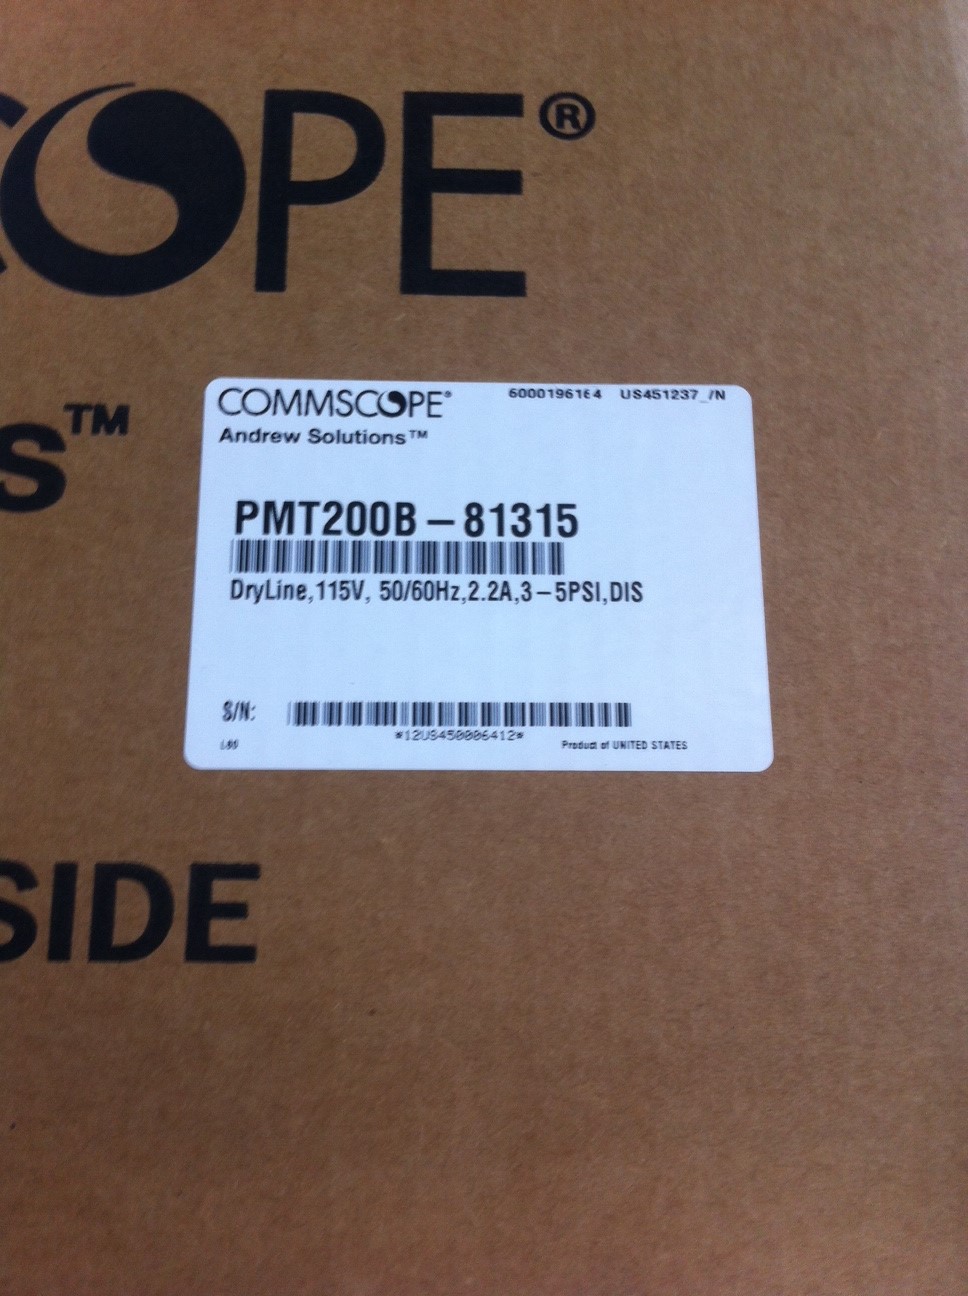 SCOPE®
COMMSCOPE® 6000196164 US451237_/N
Andrew Solutions™
S™
PMT200B-81315
DryLine,115V, 50/60Hz,2.2A,3-5PSI,DIS
S/N:
*12US450006412*
Product of UNITED STATES
SIDE